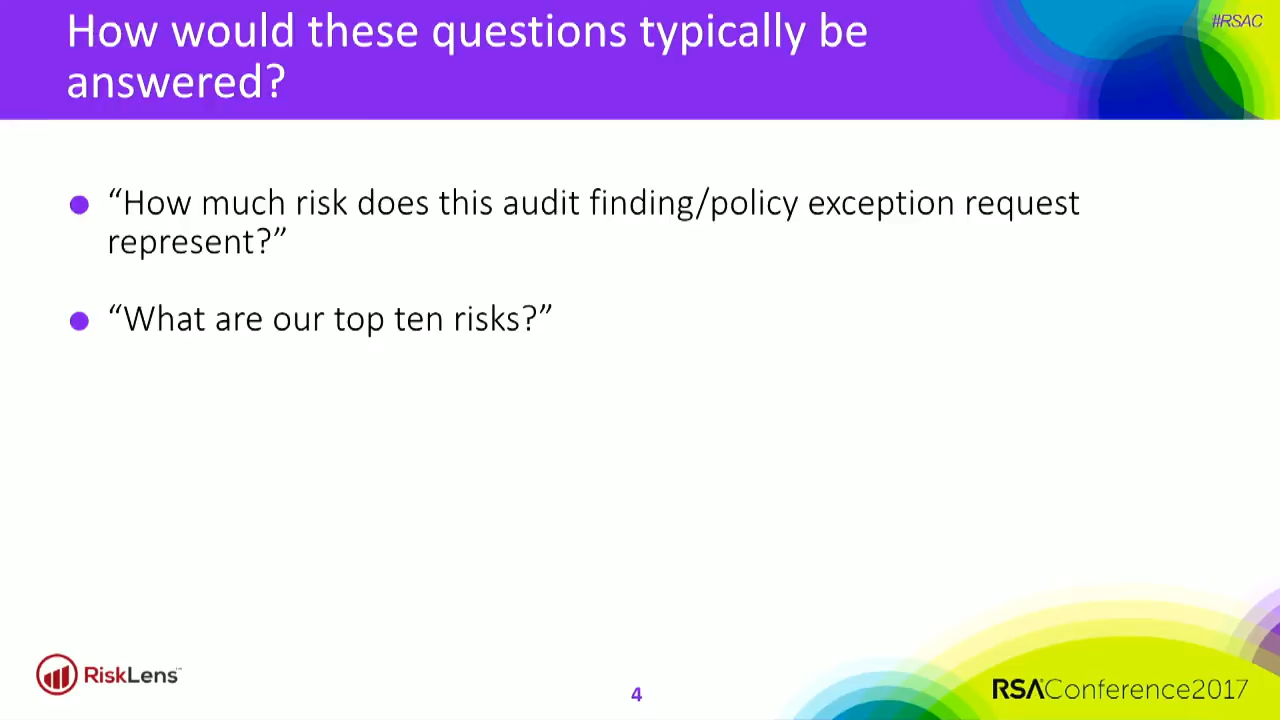 #RSAC
How would these questions typically be
answered?
“How much risk does this audit finding/policy exception request
represent?”
“What are our top ten risks?”
RiskLens™
4
RSAConference2017